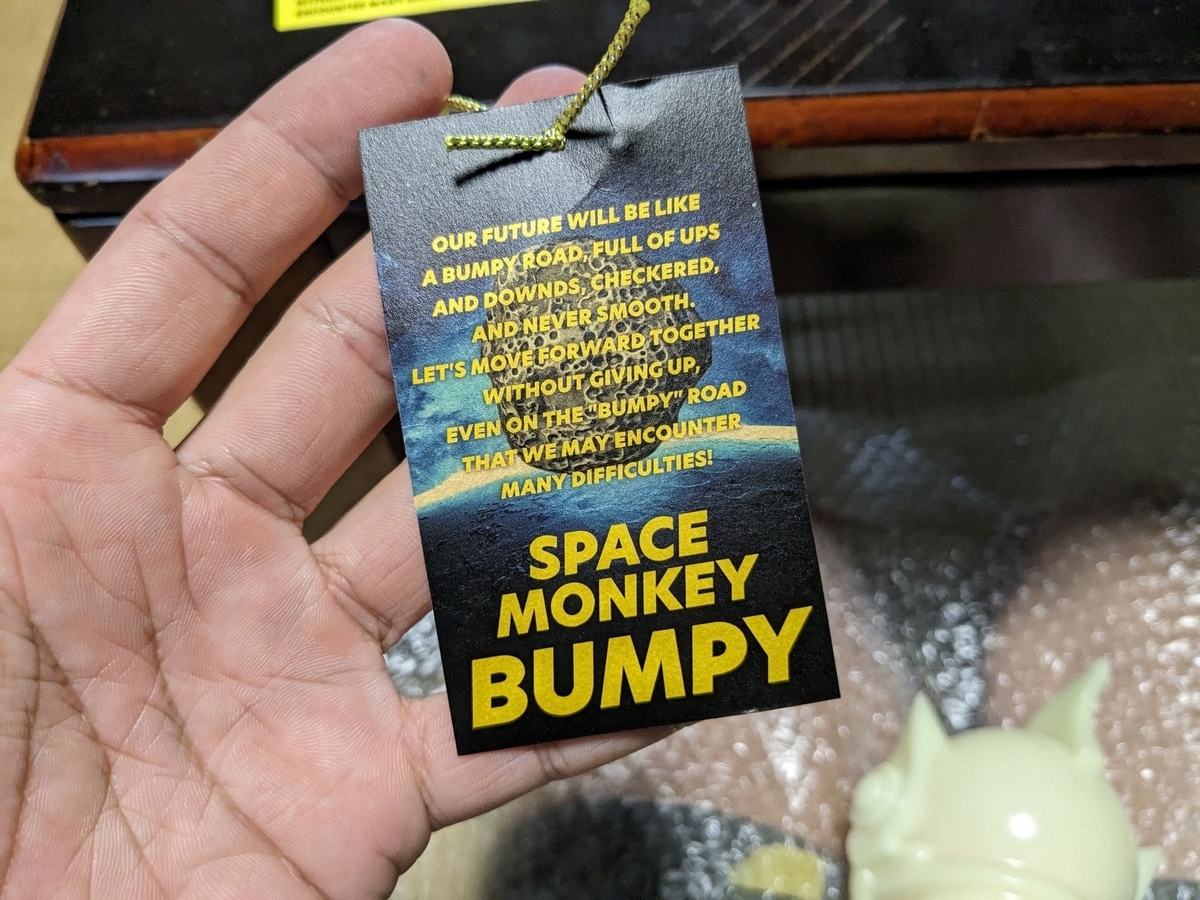 OUR FUTURE WILL BE LIKE
A BUMPY ROAD, FULL OF UPS
AND DOWNDS, CHECKERED,
AND NEVER SMOOTH.
LET'S MOVE FORWARD TOGETHER
WITHOUT GIVING UP,
EVEN ON THE "BUMPY" ROAD
THAT WE MAY ENCOUNTER
MANY DIFFICULTIES!
SPACE
MONKEY
BUMPY